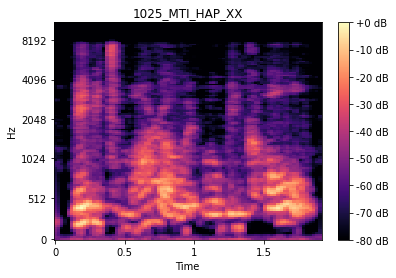 1025_MTI_HAP_XX
+0 dB
8192
-10 dB
4096
-20 dB
-30 dB
2048
Hz
-40 dB
1024
-50 dB
512
-60 dB
-70 dB
0
-80 dB
0 0.5 1 1.5
Time